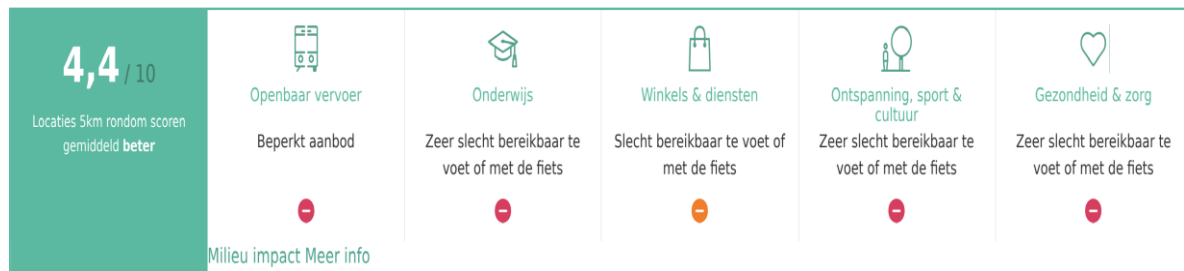 4,4 / 10
Locaties 5km rondom scoren
gemiddeld beter
Openbaar vervoer
Beperkt aanbod
Onderwijs
Zeer slecht bereikbaar te
voet of met de fiets
Winkels & diensten
Slecht bereikbaar te voet of
met de fiets
Ontspanning, sport &
cultuur
Zeer slecht bereikbaar te
voet of met de fiets
Gezondheid & zorg
Zeer slecht bereikbaar te
voet of met de fiets
Milieu impact Meer info